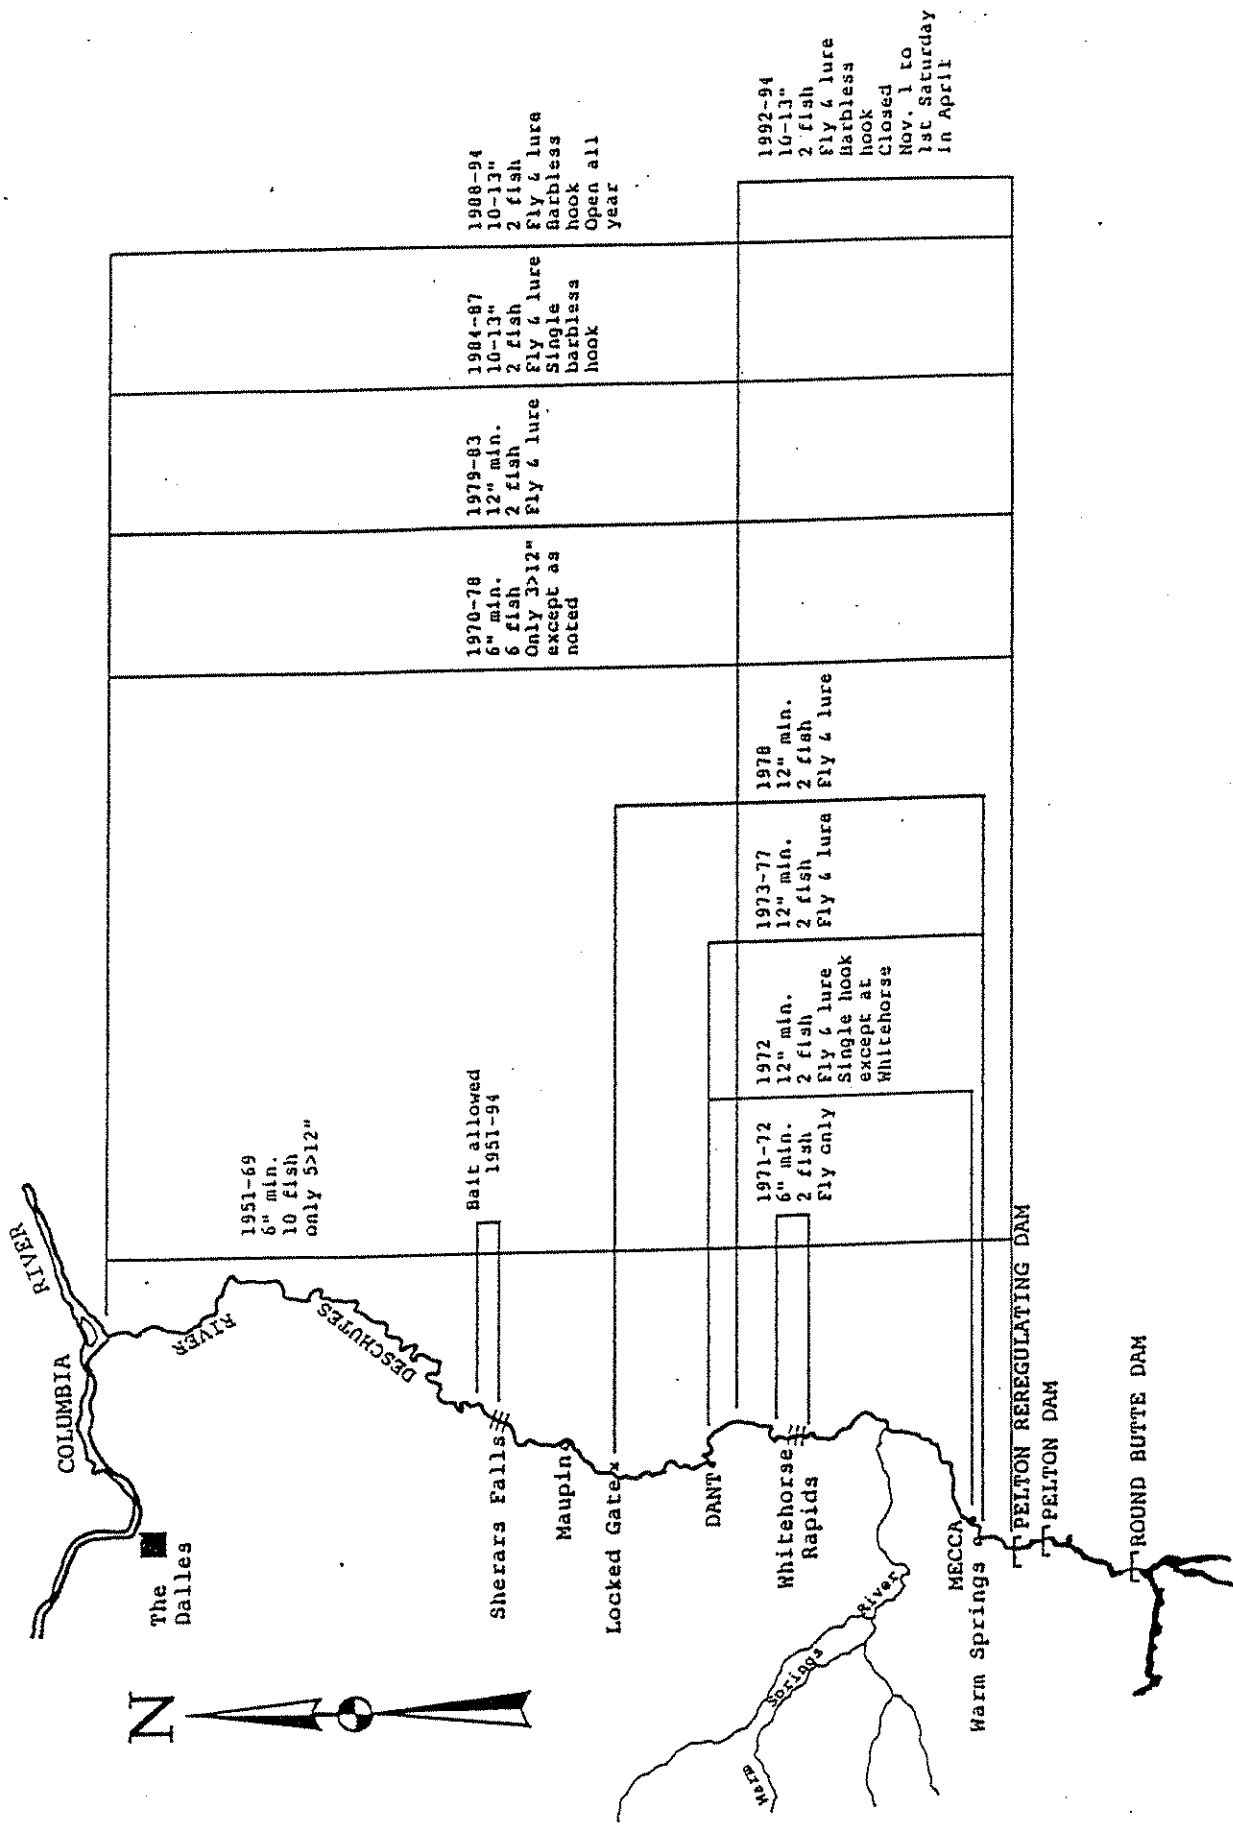 N
The
Dalles
COLUMBIA
RIVER
RIVER
DESCHUTES
Sherars Falls
Maupin
Locked Gate
DANT
Whitehorse
Rapids
Springs
River
MECCA
Warm Springs
PELTON REREGULATING DAM
PELTON DAM
ROUND BUTTE DAM
1951-69
6" min.
10 fish
only 5>12"
Bait allowed
1951-94
1971-72
6" min.
2 fish
Fly only
1972
12" min.
2 fish
Fly & lure
Single hook
except at
Whitehorse
1973-77
12" min.
2 fish
Fly & lure
1978
12" min.
2 fish
Fly & lure
1970-78
6" min.
6 fish
Only 3>12"
except as
noted
1979-83
12" min.
2 fish
Fly & lure
1984-87
10-13"
2 fish
Fly & lure
Single
barbless
hook
1988-94
10-13"
2 fish
Fly & lure
Barbless
hook
Open all
year
1992-94
10-13"
2 fish
Fly & lure
Barbless
hook
Closed
Nov. 1 to
1st Saturday
in April